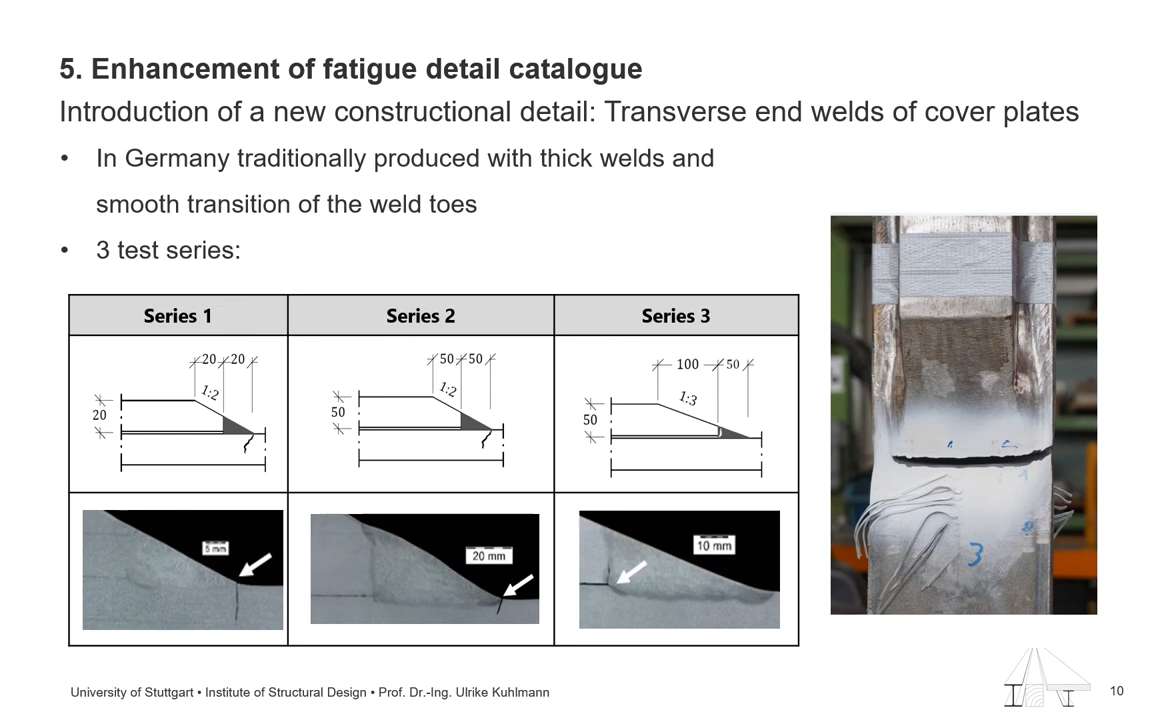 5. Enhancement of fatigue detail catalogue
Introduction of a new constructional detail: Transverse end welds of cover plates
• In Germany traditionally produced with thick welds and
smooth transition of the weld toes
• 3 test series:
Series 1
Series 2
Series 3
20 20
1:2
20
50 50
1:2
50
100 50
1:3
50
5 mm
20 mm
10 mm
3
University of Stuttgart • Institute of Structural Design • Prof. Dr.-Ing. Ulrike Kuhlmann
10